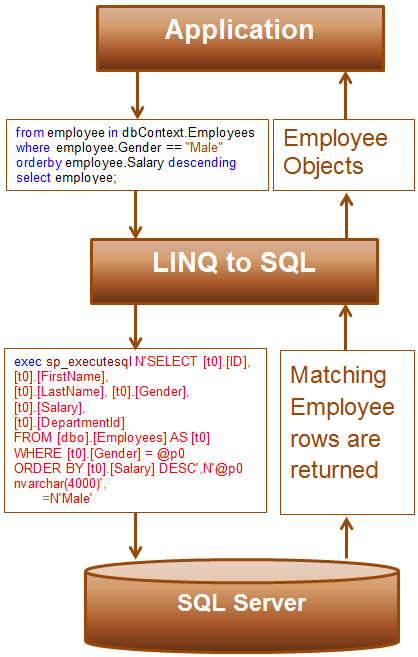 Application
from employee in dbContext.Employees
where employee.Gender == "Male"
orderby employee.Salary descending
select employee;
Employee
Objects
LINQ to SQL
exec sp_executesql N'SELECT [t0].[ID],
[t0].[FirstName],
[t0].[LastName], [t0].[Gender],
[t0].[Salary],
[t0].[DepartmentId]
FROM [dbo].[Employees] AS [t0]
WHERE [t0].[Gender] = @p0
ORDER BY [t0].[Salary] DESC',N'@p0
nvarchar(4000)',
=N'Male'
Matching
Employee
rows are
returned
SQL Server